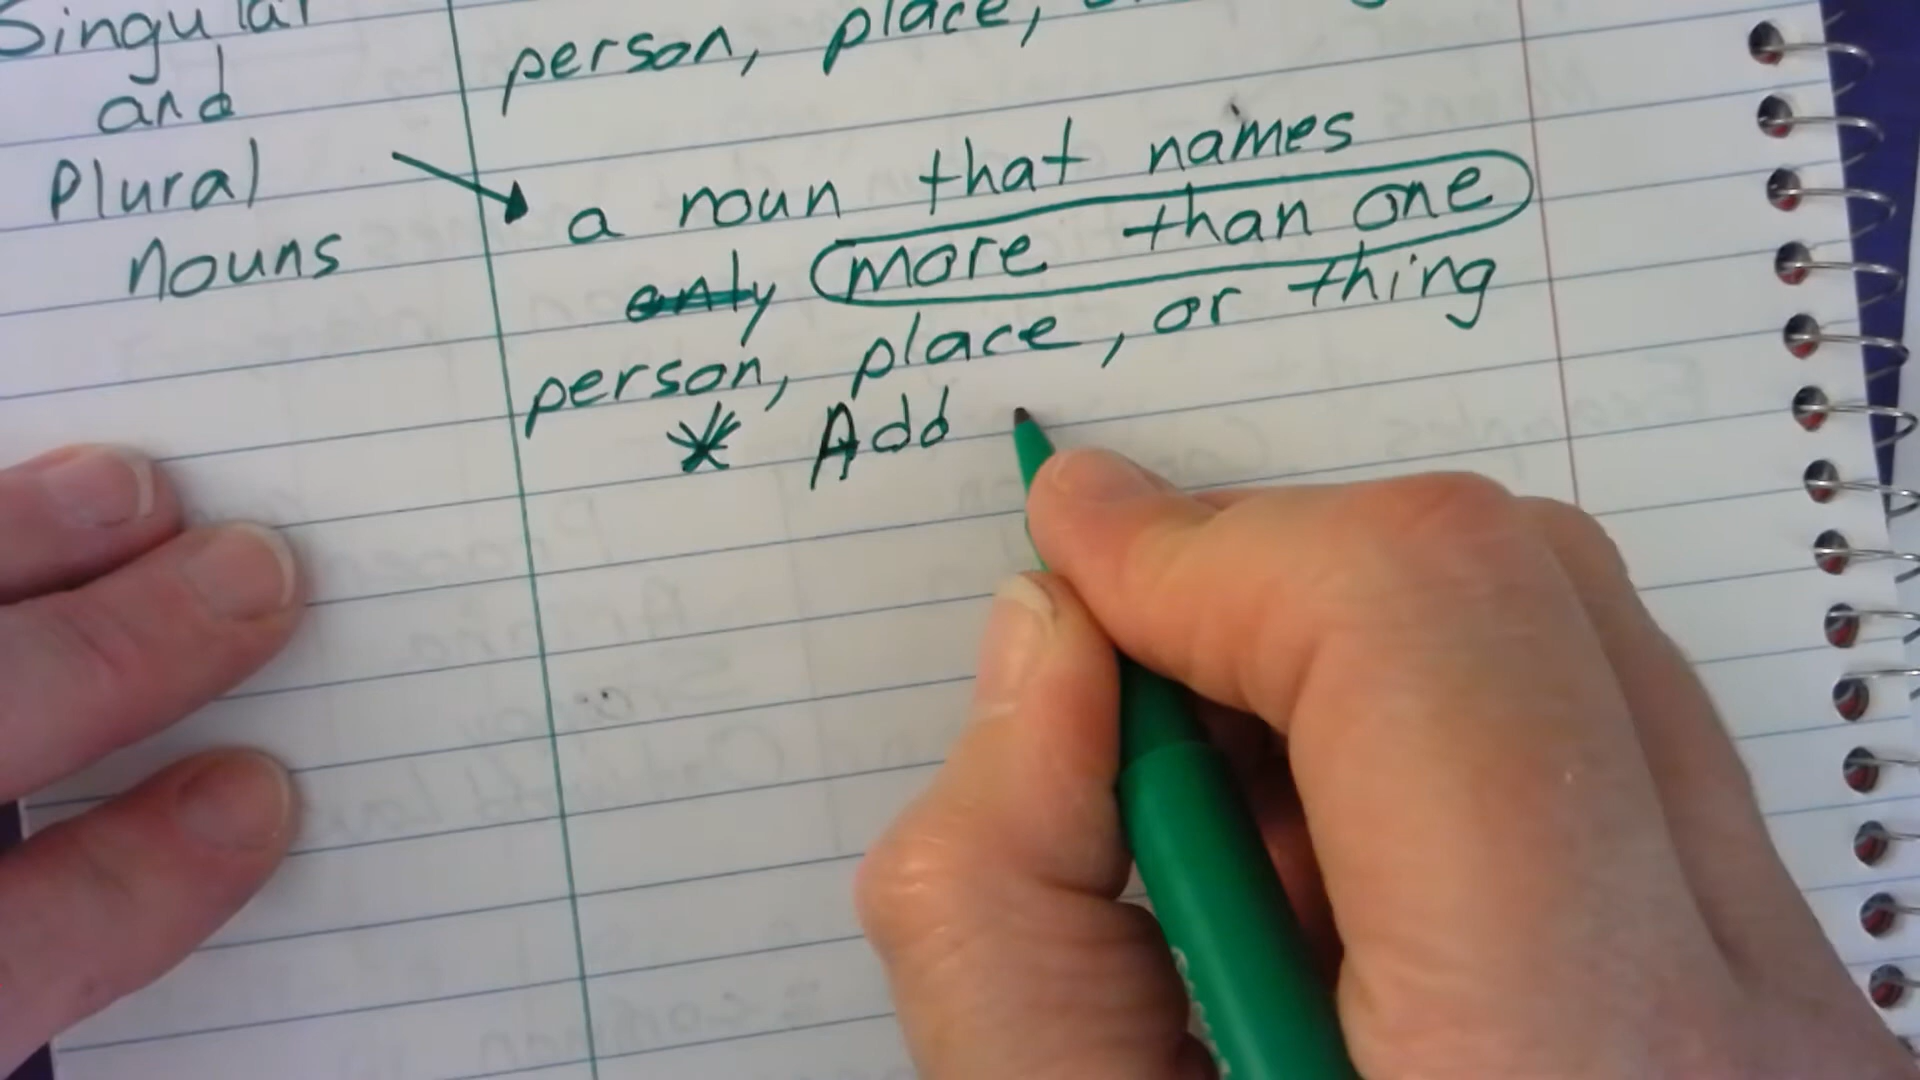 Singular
and
Plural
nouns
person, place,
a noun that names
only more than one
person, place, or thing
* Add